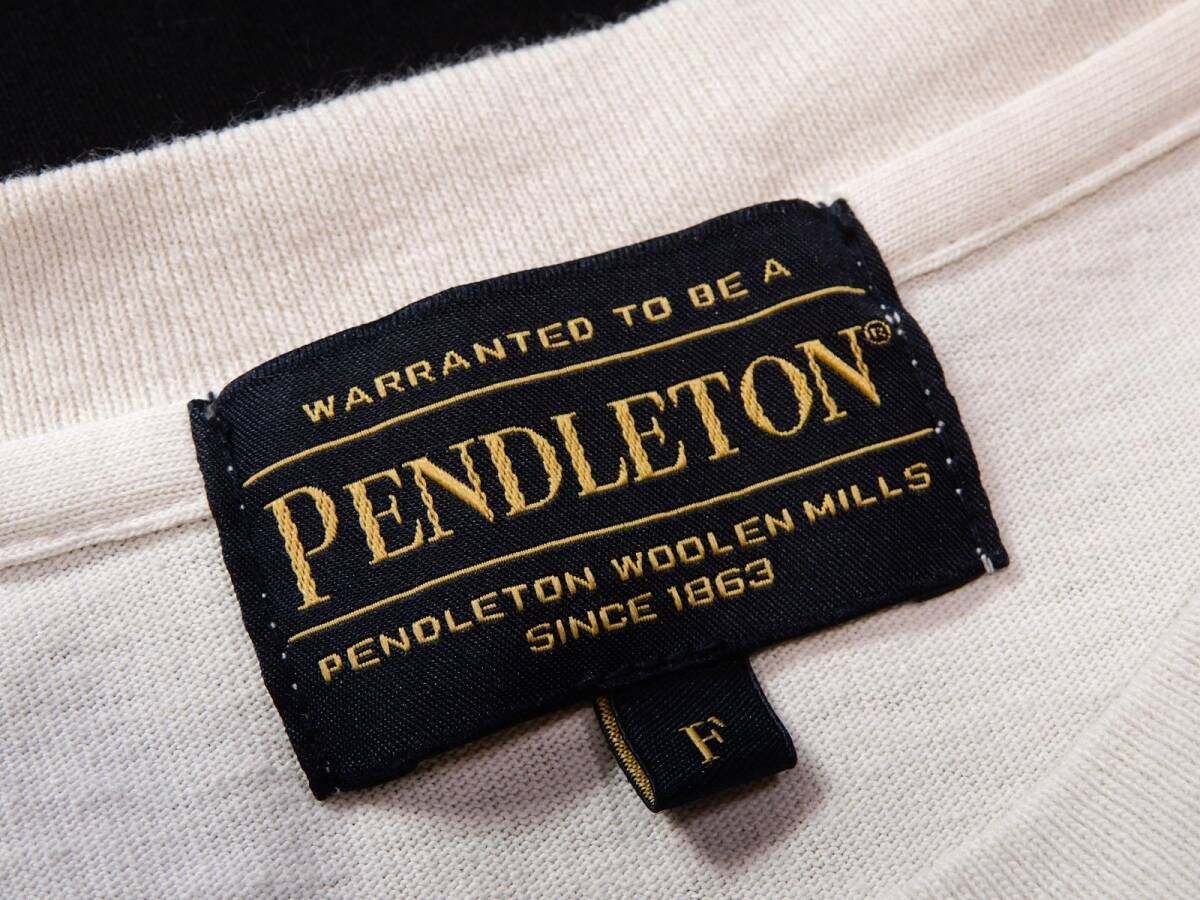 WARRANTED TO BE A
PENDLETON®
PENDLETON WOOLEN MILLS
SINCE 1863
F